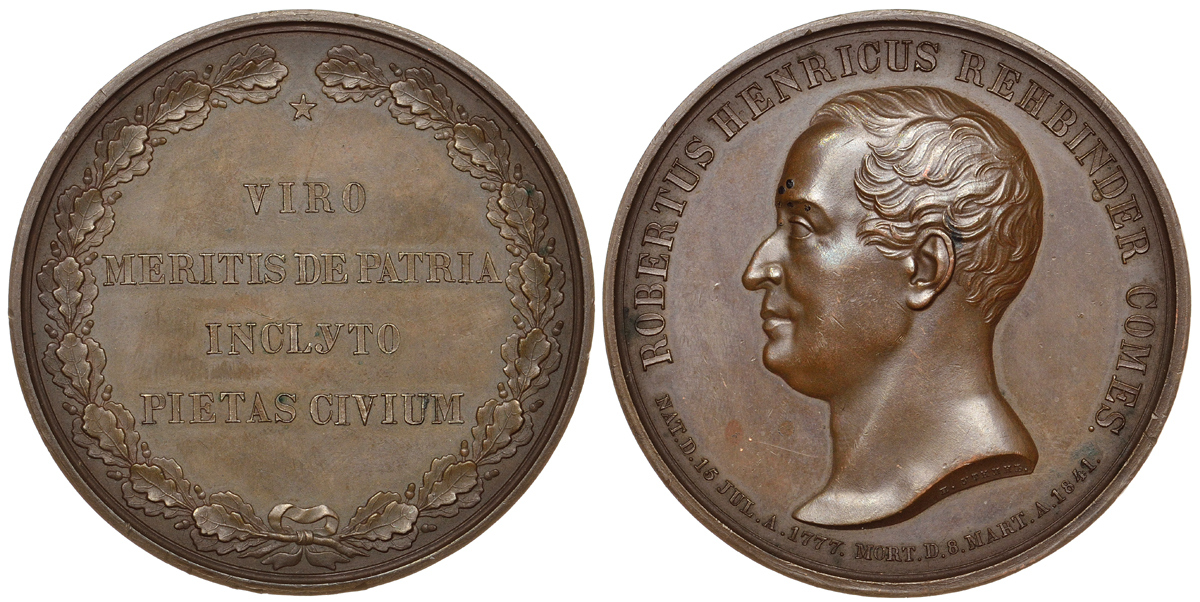 VIRO
MERITIS DE PATRIA
INCLYTO
PIETAS CIVIUM
ROBERTUS HENRICUS REHBINDER COMES.
NAT. D. 15 JUL. A. 1777. MORT. D. 8. MART. A. 1841.